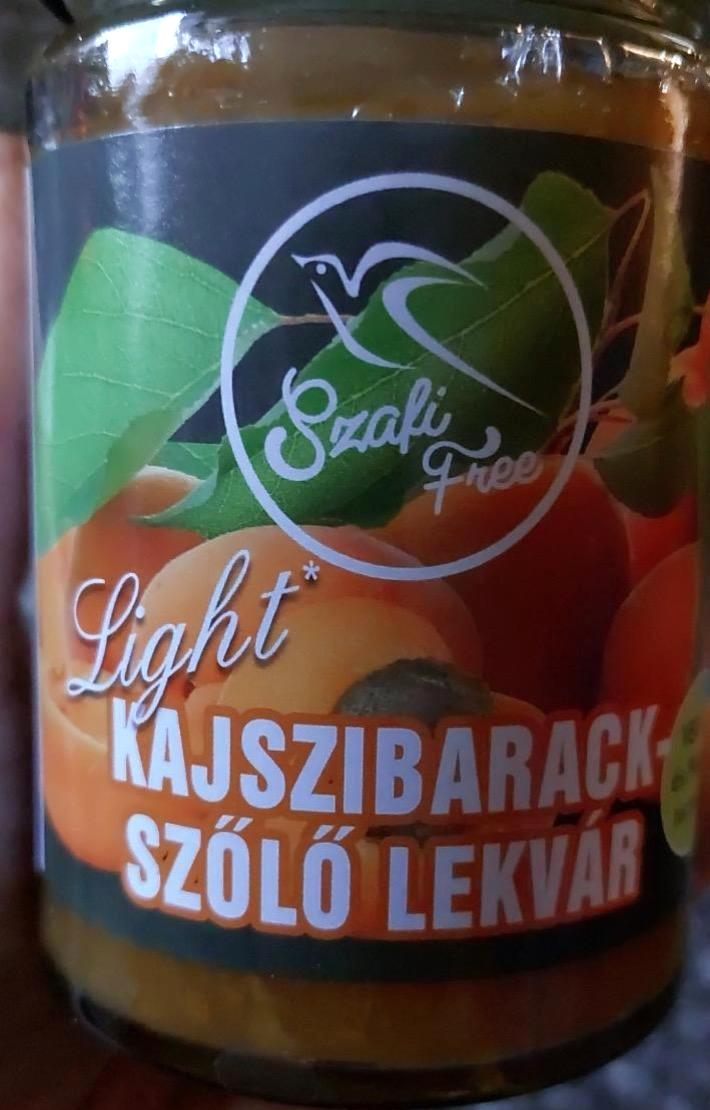 Szafi
Free
Light*
KAJSZIBARACK-
SZŐLŐ LEKVÁR